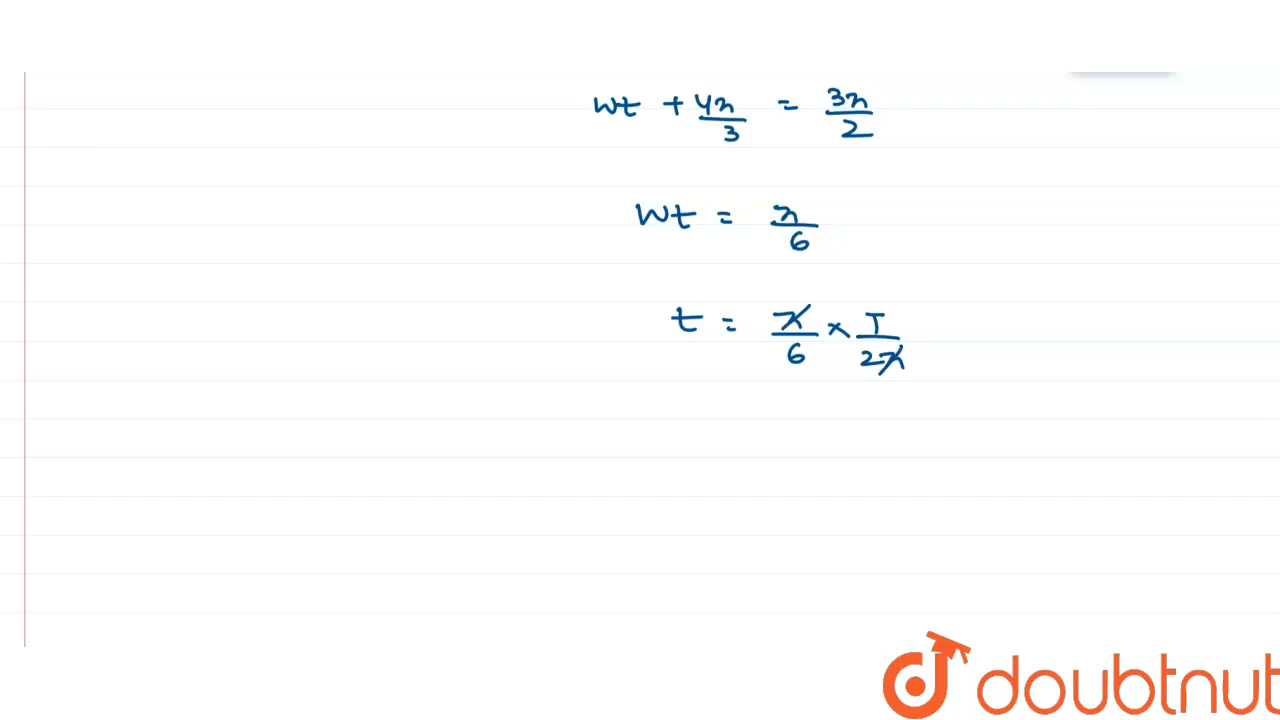 wt + 4π/3 = 3π/2
wt = π/6
t = π/6 × T/2π
doubtnut